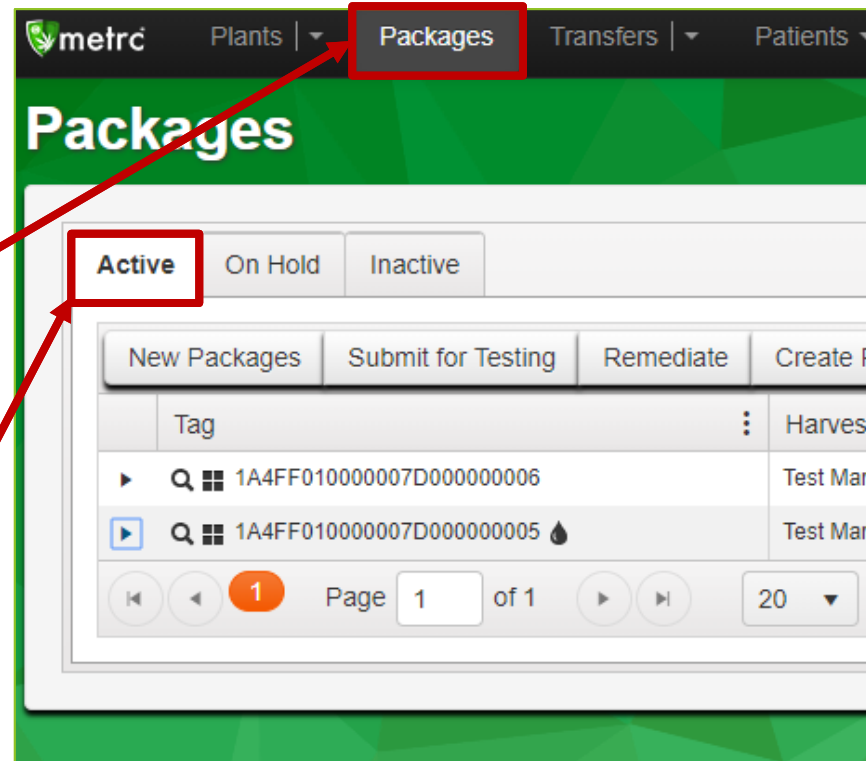 metrc Plants Packages Transfers Patients
Packages
Active On Hold Inactive
New Packages Submit for Testing Remediate Create
Tag
1A4FF010000007D000000006 Test
1A4FF010000007D000000005 Test
1 Page 1 of 1 20